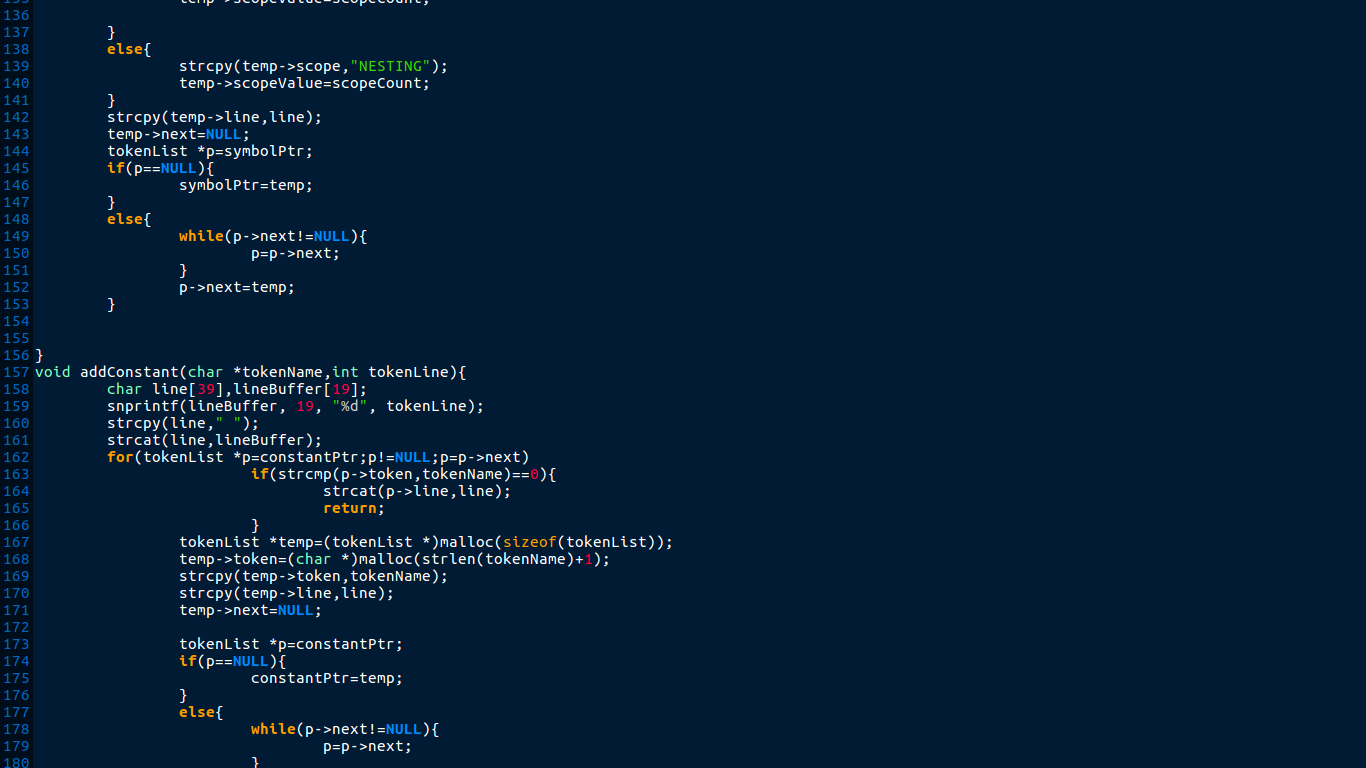 135 temp->scopeValue=scopeCount;
136
137 }
138 else{
139 strcpy(temp->scope,"NESTING");
140 temp->scopeValue=scopeCount;
141 }
142 strcpy(temp->line,line);
143 temp->next=NULL;
144 tokenList *p=symbolPtr;
145 if(p==NULL){
146 symbolPtr=temp;
147 }
148 else{
149 while(p->next!=NULL){
150 p=p->next;
151 }
152 p->next=temp;
153 }
154
155
156 }
157 void addConstant(char *tokenName,int tokenLine){
158 char line[39],lineBuffer[19];
159 snprintf(lineBuffer, 19, "%d", tokenLine);
160 strcpy(line," ");
161 strcat(line,lineBuffer);
162 for(tokenList *p=constantPtr;p!=NULL;p=p->next)
163 if(strcmp(p->token,tokenName)==0){
164 strcat(p->line,line);
165 return;
166 }
167 tokenList *temp=(tokenList *)malloc(sizeof(tokenList));
168 temp->token=(char *)malloc(strlen(tokenName)+1);
169 strcpy(temp->token,tokenName);
170 strcpy(temp->line,line);
171 temp->next=NULL;
172
173 tokenList *p=constantPtr;
174 if(p==NULL){
175 constantPtr=temp;
176 }
177 else{
178 while(p->next!=NULL){
179 p=p->next;
180 }